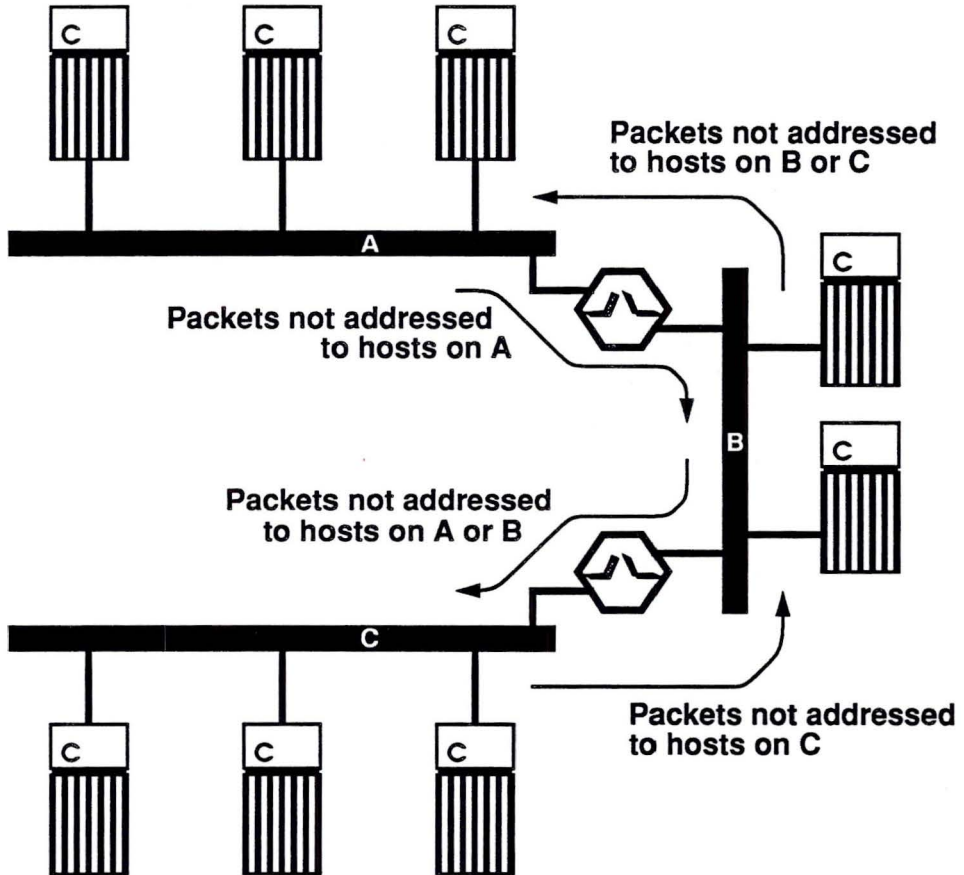 C
C
C
Packets not addressed
to hosts on B or C
A
C
Packets not addressed
to hosts on A
B
C
Packets not addressed
to hosts on A or B
C
Packets not addressed
to hosts on C
C
C
C